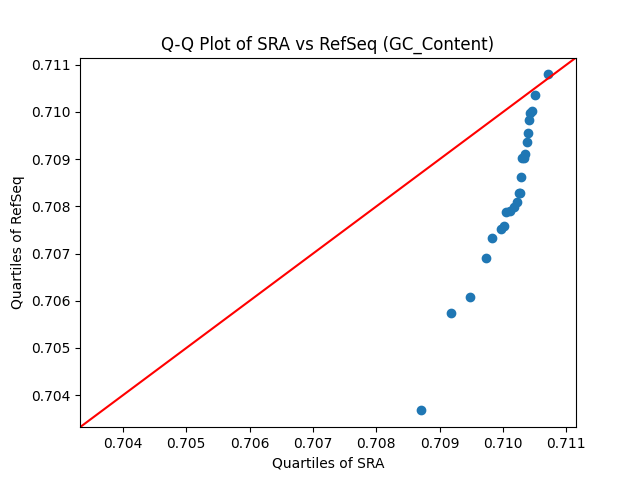 Q-Q Plot of SRA vs RefSeq (GC_Content)
0.711
0.710
0.709
0.708
0.707
0.706
0.705
0.704
Quartiles of RefSeq
0.704 0.705 0.706 0.707 0.708 0.709 0.710 0.711
Quartiles of SRA